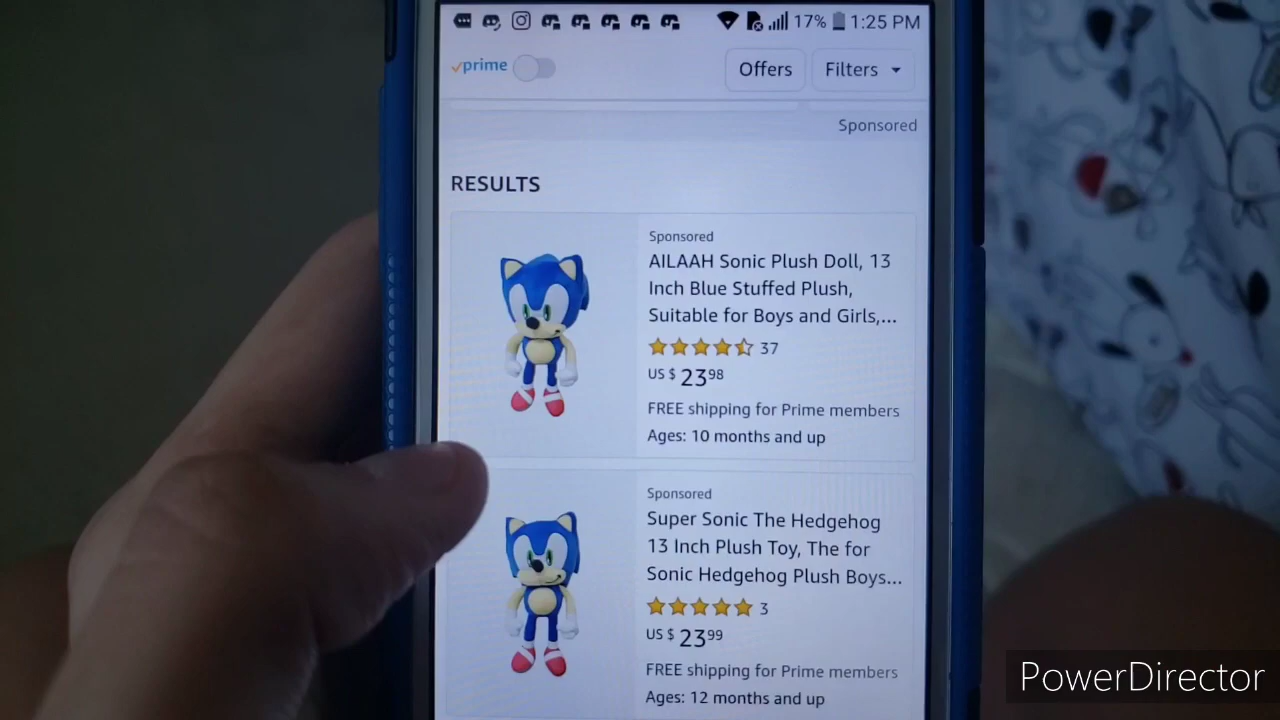 17% 1:25 PM
prime Offers Filters
Sponsored
RESULTS
Sponsored
AILAAH Sonic Plush Doll, 13
Inch Blue Stuffed Plush,
Suitable for Boys and Girls,...
37
US $ 23 98
FREE shipping for Prime members
Ages: 10 months and up
Sponsored
Super Sonic The Hedgehog
13 Inch Plush Toy, The for
Sonic Hedgehog Plush Boys...
3
US $ 23 99
FREE shipping for Prime members
Ages: 12 months and up
PowerDirector